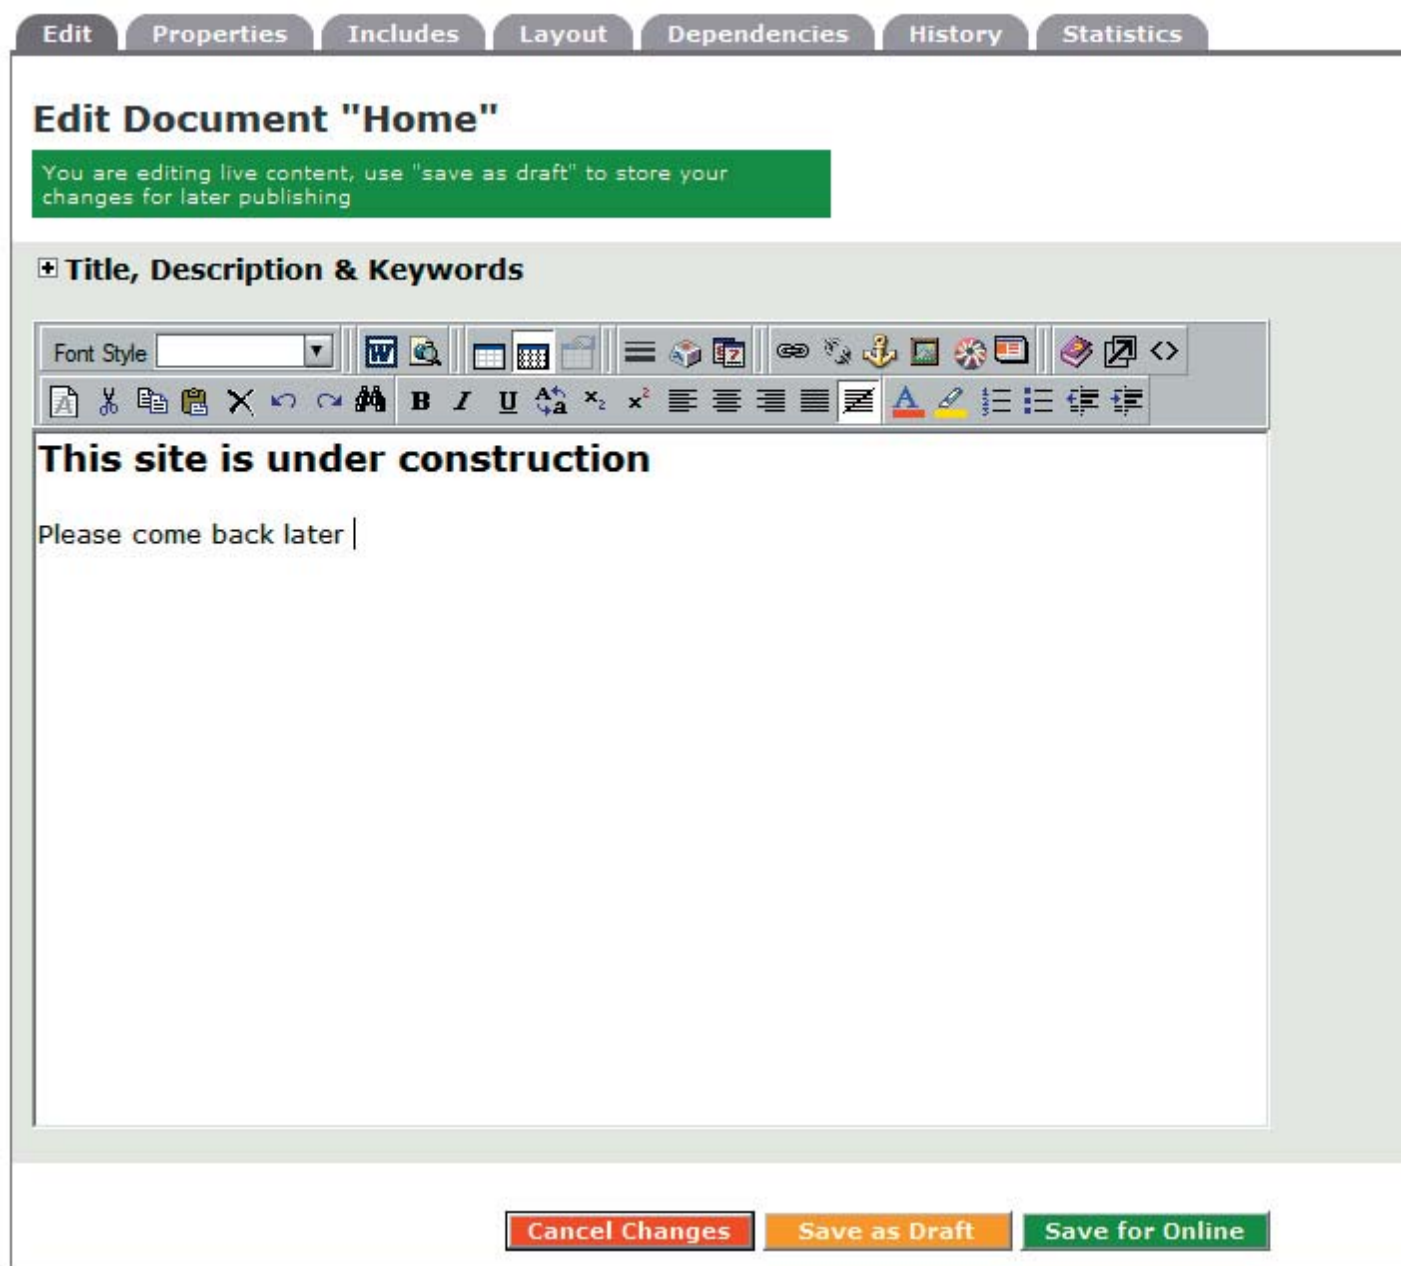 Edit Properties Includes Layout Dependencies History Statistics
Edit Document "Home"
You are editing live content, use "save as draft" to store your
changes for later publishing
Title, Description & Keywords
Font Style
B I U
This site is under construction
Please come back later
Cancel Changes Save as Draft Save for Online